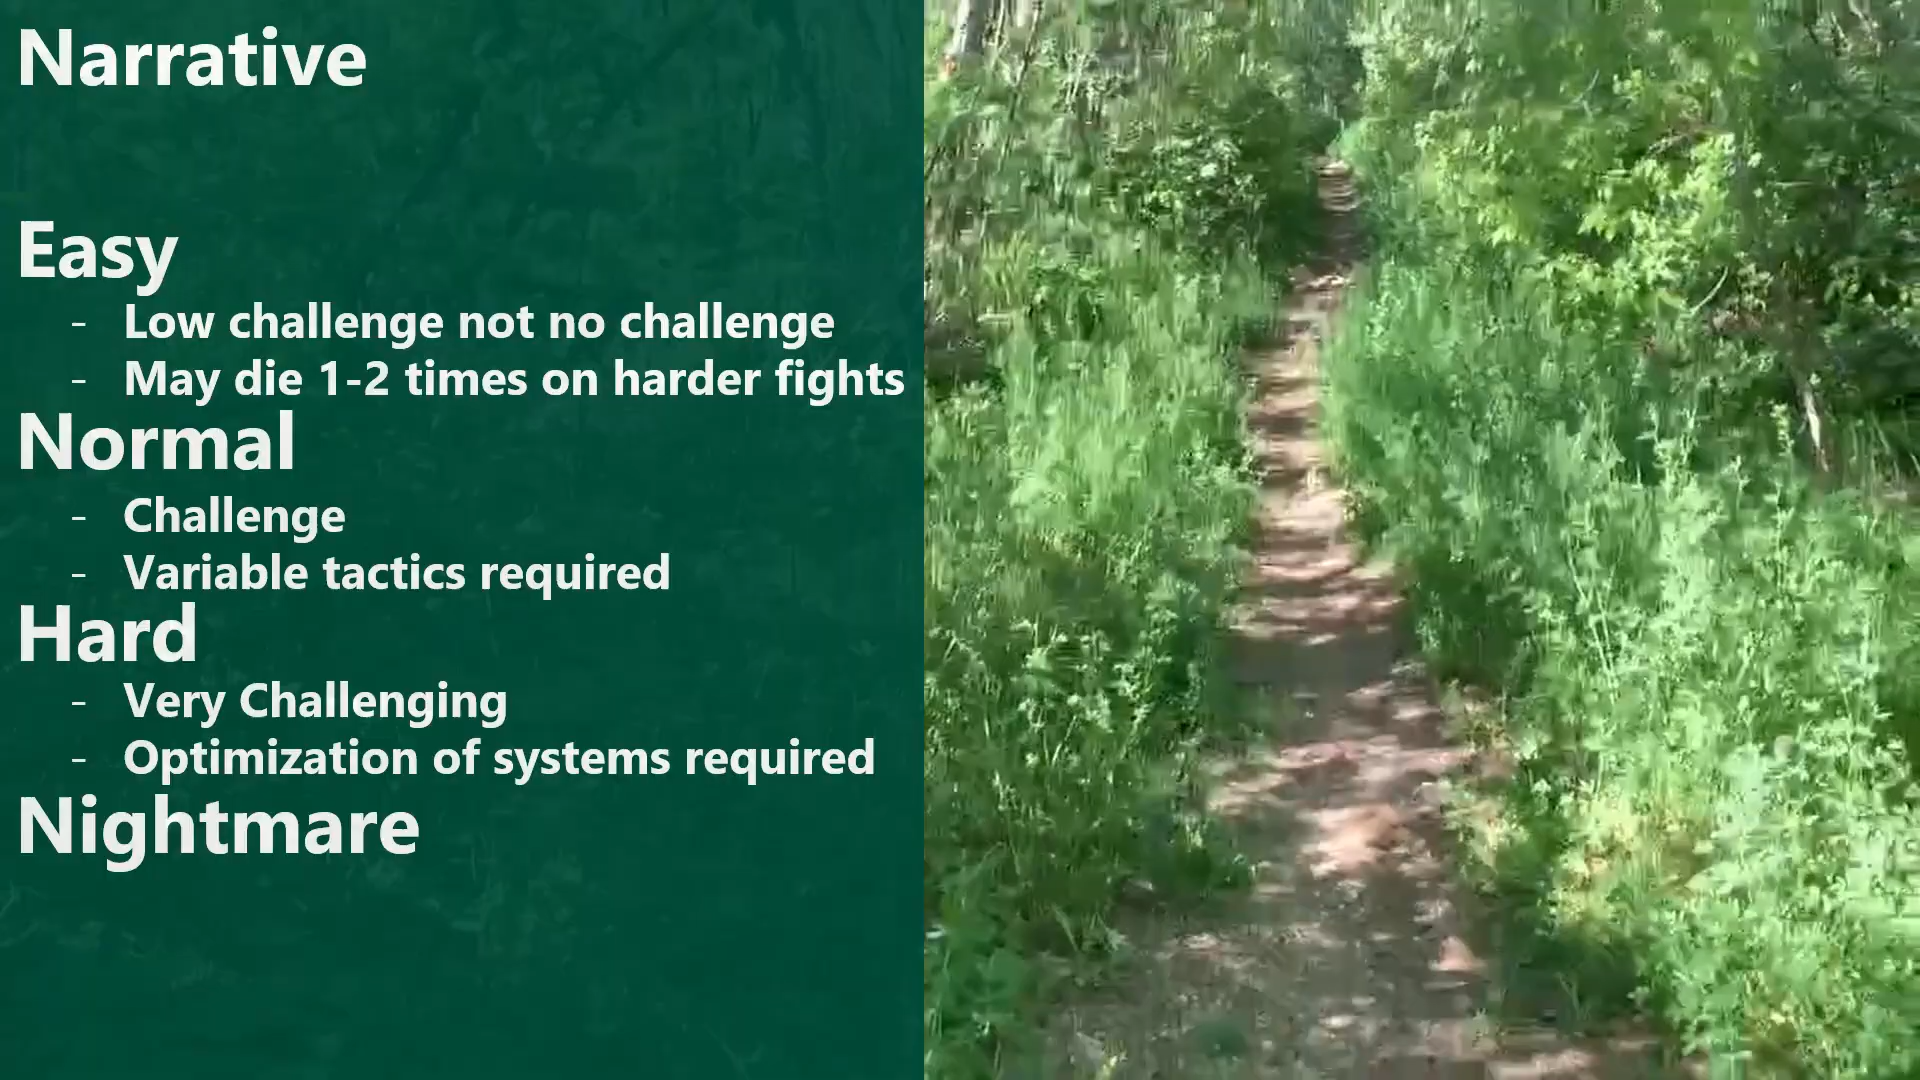 Narrative
Easy
- Low challenge not no challenge
- May die 1-2 times on harder fights
Normal
- Challenge
- Variable tactics required
Hard
- Very Challenging
- Optimization of systems required
Nightmare